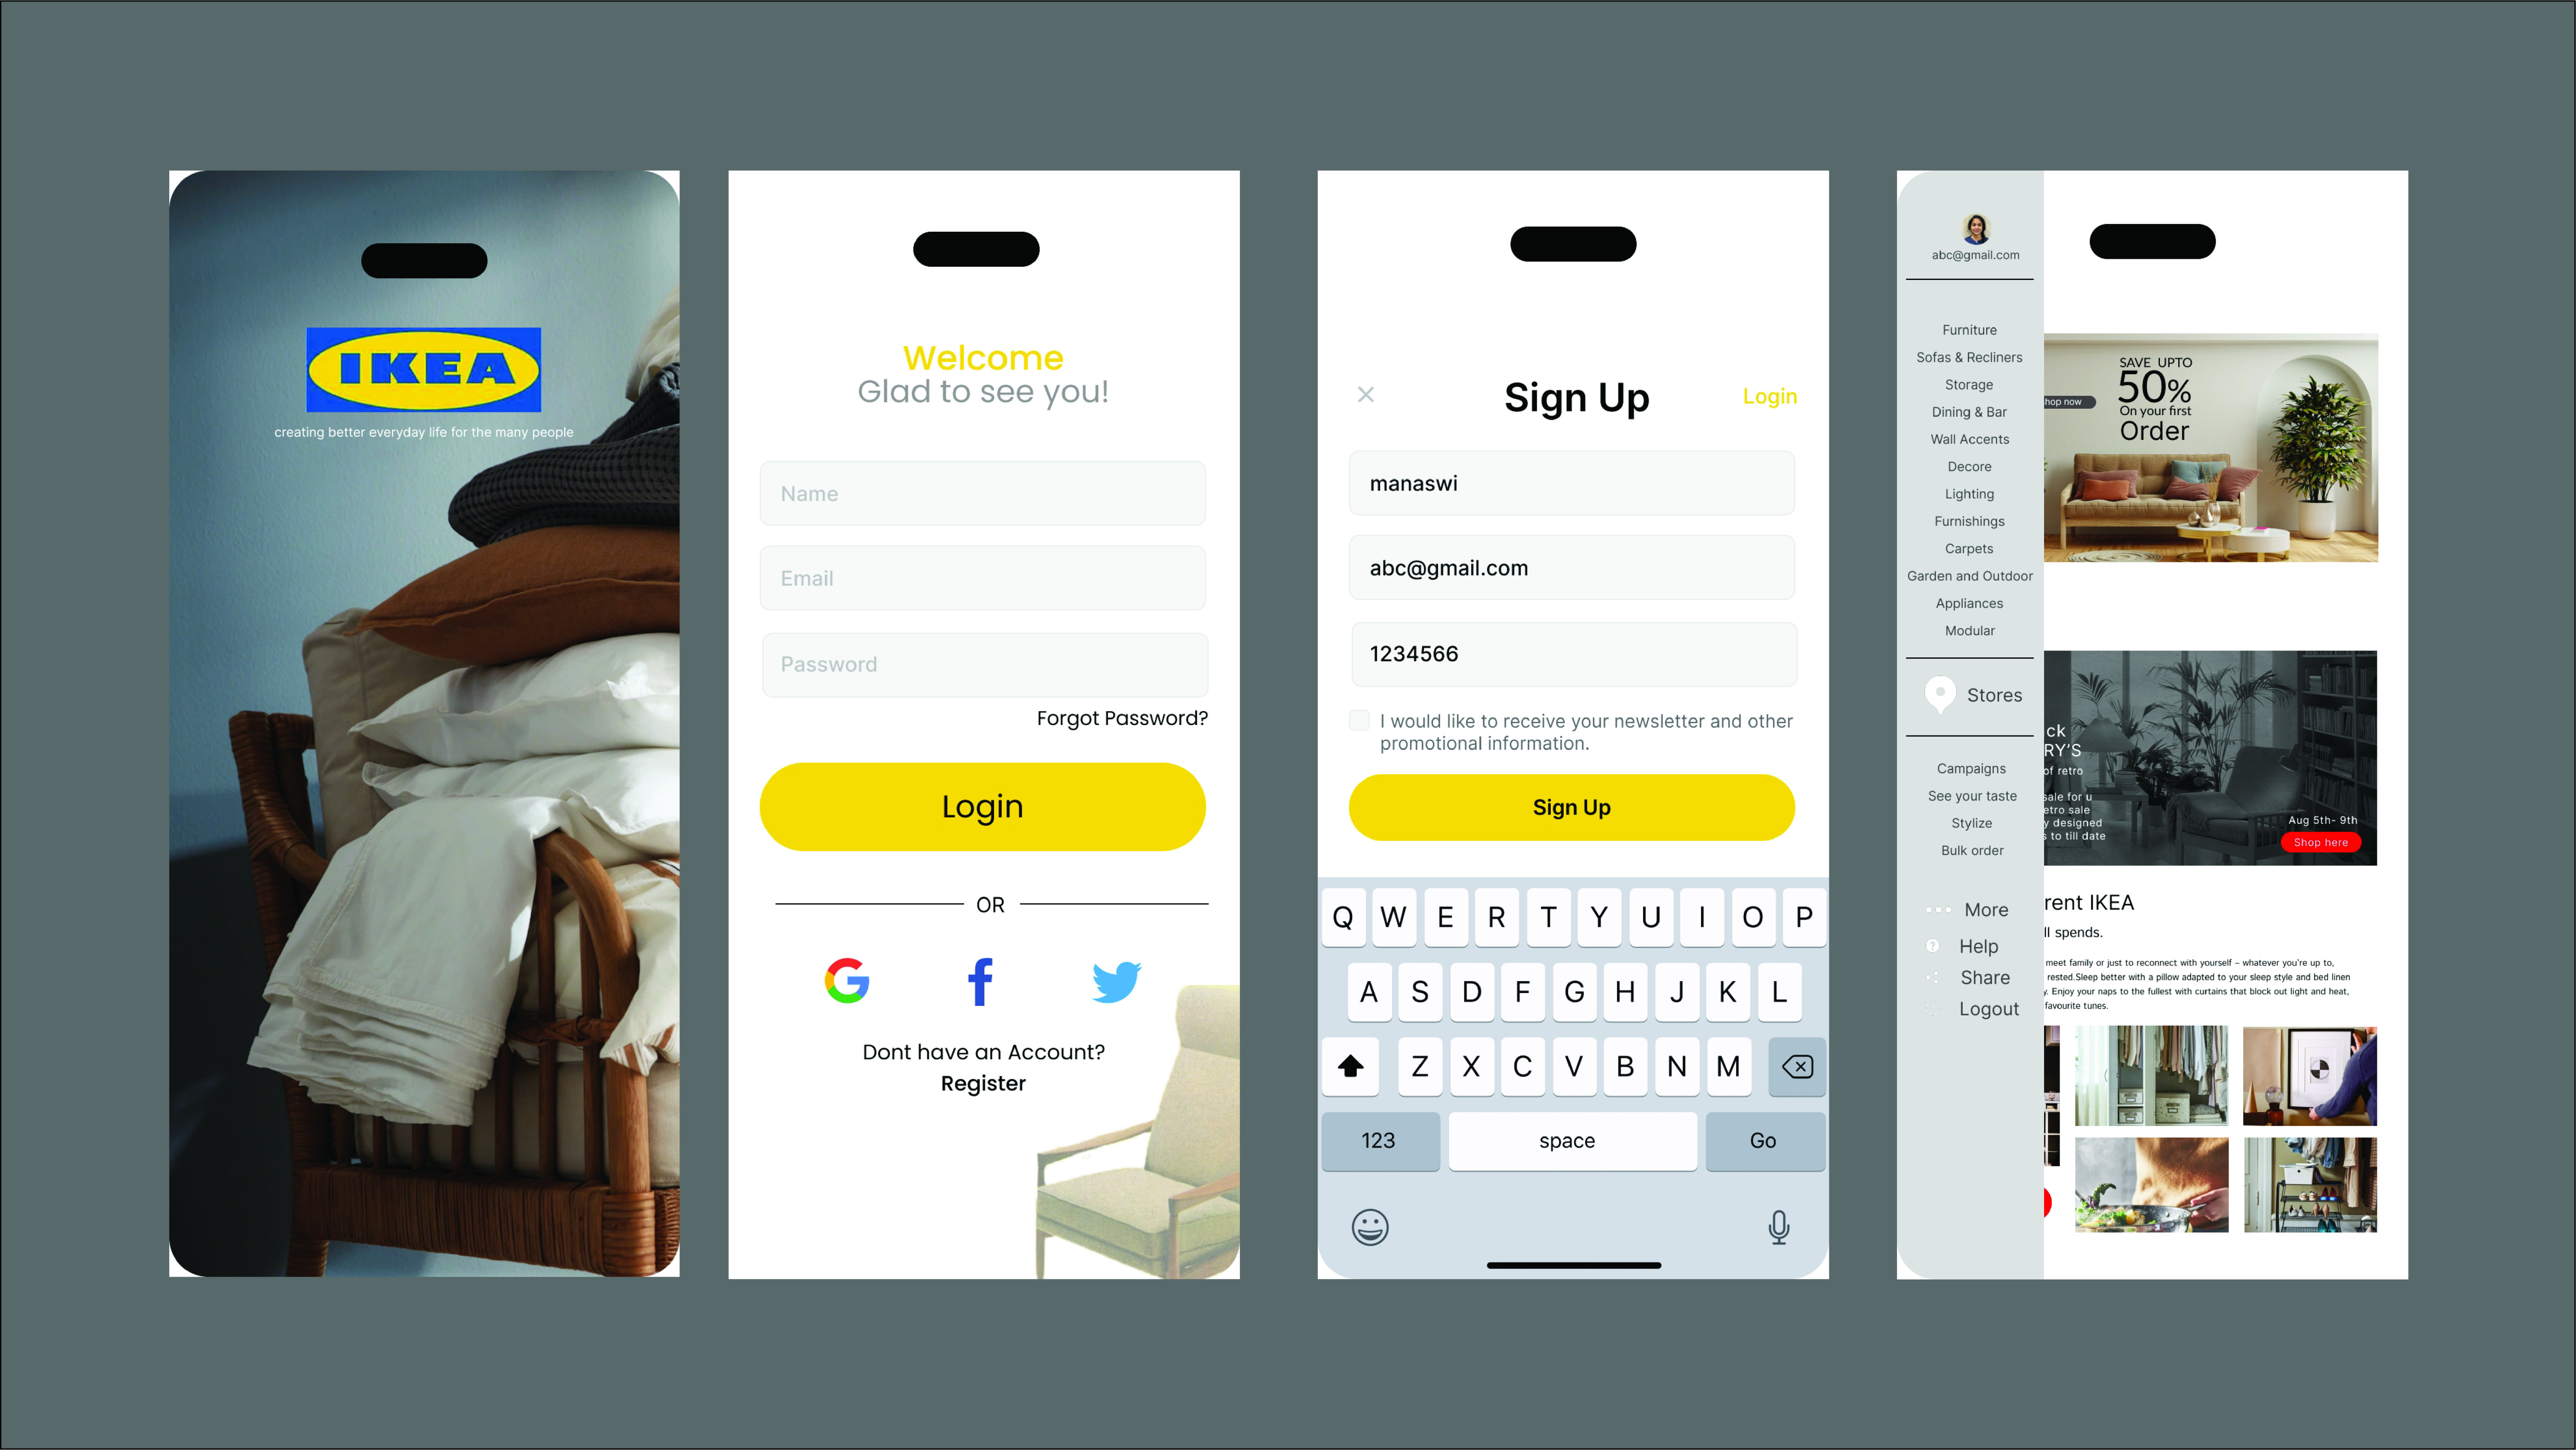 IKEA
creating better everyday life for the many people
Welcome
Glad to see you!
Name
Email
Password
Forgot Password?
Login
OR
Dont have an Account?
Register
Sign Up
Login
manaswi
abc@gmail.com
1234566
I would like to receive your newsletter and other
promotional information.
Sign Up
Q W E R T Y U I O P
A S D F G H J K L
Z X C V B N M
123 space Go
abc@gmail.com
Furniture
Sofas & Recliners
Storage
Dining & Bar
Wall Accents
Decore
Lighting
Furnishings
Carpets
Garden and Outdoor
Appliances
Modular
Stores
Campaigns
See your taste
Stylize
Bulk order
More
Help
Share
Logout
SAVE UPTO
50%
On your first
Order
hop now
ck
RY'S
of retro
sale for u
etro sale
y designed
s to till date
Aug 5th- 9th
Shop here
rent IKEA
ll spends.
meet family or just to reconnect with yourself – whatever you're up to,
rested.Sleep better with a pillow adapted to your sleep style and bed linen
y. Enjoy your naps to the fullest with curtains that block out light and heat,
favourite tunes.